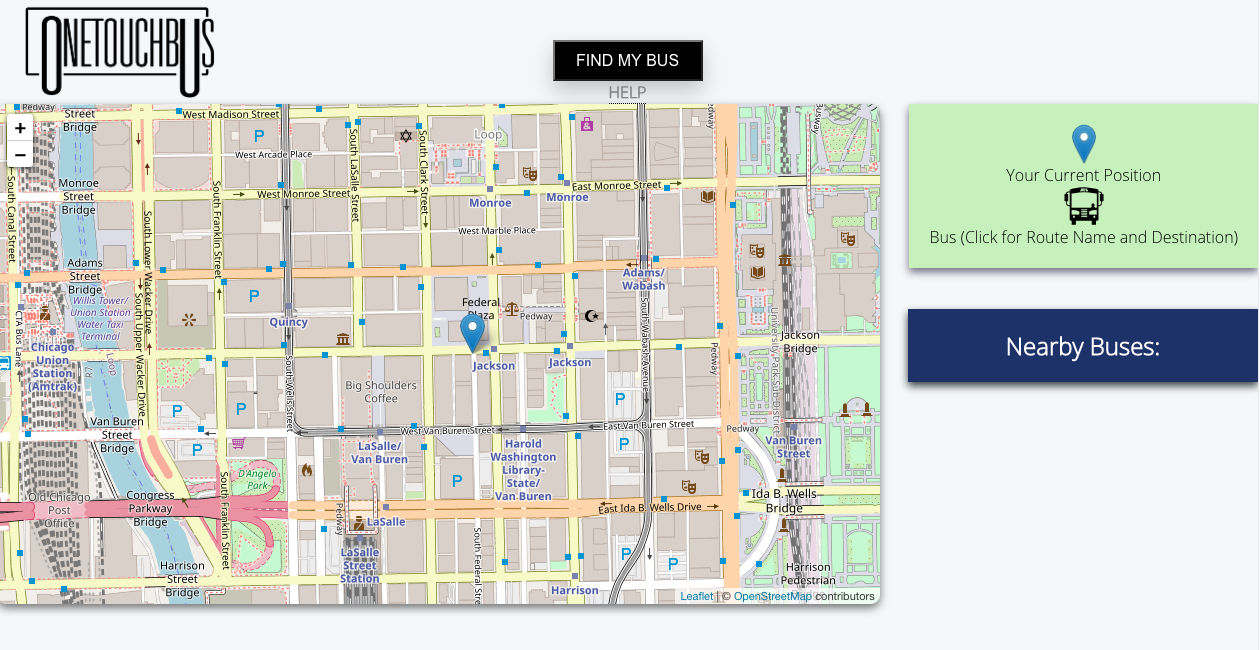 ONETOUCHBUS
FIND MY BUS
HELP
+
−
Pedway
Street
Bridge
West Madison Street
P
West Arcade Place
Loop
South LaSalle Street
South Clark Street
Monroe
Street
Bridge
South Canal Street
West Monroe Street
East Monroe Street
Monroe
Monroe
South Franklin Street
South Lower Wacker Drive
West Marble Place
Adams
Street
Bridge
Adams/
Wabash
Willis Tower/
Union Station
Water Taxi
Terminal
P
Federal
Plaza
Pedway
Quincy
CTA Bus Lane
South Upper Wacker Drive
South Wabash Avenue
University Park Sub-District
Jackson
Bridge
Chicago
Union
Station
(Amtrak)
Loop
R7
South Wells Street
Jackson
Jackson
Pedway
Big Shoulders
Coffee
P
P
P
Van Buren
Street
Bridge
West Van Buren Street
East Van Buren Street
Pedway
P
P
LaSalle/
Van Buren
Harold
Washington
Library-
State/
Van Buren
Van Buren
Street
D'Angelo
Park
P
Old Chicago
Post
Office
Congress
Parkway
Bridge
South Franklin Street
Pedway
LaSalle
East Ida B. Wells Drive
Ida B. Wells
Bridge
LaSalle
Street
Station
South Federal Stre
P
P
Harrison
Street
Bridge
Harrison
Harrison
Pedestrian
Leaflet | © OpenStreetMap contributors
Your Current Position
Bus (Click for Route Name and Destination)
Nearby Buses: